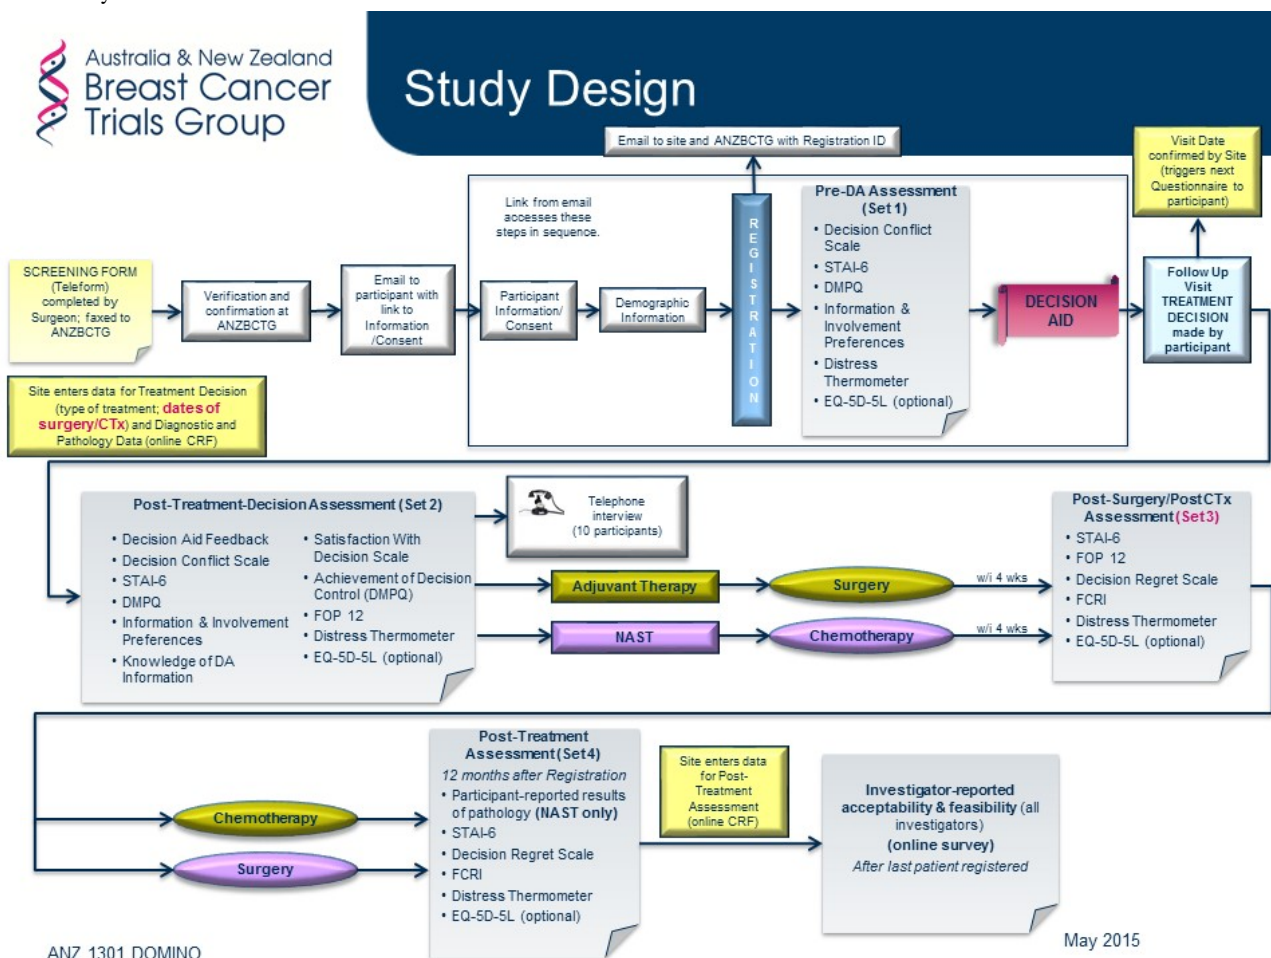 Australia & New Zealand
Breast Cancer
Trials Group
Study Design
Email to site and ANZBCTG with Registration ID
Visit Date
confirmed by Site
(triggers next
Questionnaire to
participant)
Link from email
accesses these
steps in sequence.
SCREENING FORM
(Teleform)
completed by
Surgeon; faxed to
ANZBCTG
Verification and
confirmation at
ANZBCTG
Email to
participant with
link to
Information
/Consent
Participant
Information/
Consent
Demographic
Information
REGISTRATION
Pre-DA Assessment
(Set 1)
• Decision Conflict
Scale
• STAI-6
• DMPQ
• Information &
Involvement
Preferences
• Distress
Thermometer
• EQ-5D-5L (optional)
DECISION
AID
Follow Up
Visit
TREATMENT
DECISION
made by
participant
Site enters data for Treatment Decision
(type of treatment; dates of
surgery/CTx) and Diagnostic and
Pathology Data (online CRF)
Post-Treatment-Decision Assessment (Set 2)
• Decision Aid Feedback
• Decision Conflict Scale
• STAI-6
• DMPQ
• Information & Involvement
Preferences
• Knowledge of DA
Information
• Satisfaction With
Decision Scale
• Achievement of Decision
Control (DMPQ)
• FOP 12
• Distress Thermometer
• EQ-5D-5L (optional)
Telephone
interview
(10 participants)
Adjuvant Therapy
Surgery
w/i 4 wks
NAST
Chemotherapy
w/i 4 wks
Post-Surgery/PostCTx
Assessment (Set3)
• STAI-6
• FOP 12
• Decision Regret Scale
• FCRI
• Distress Thermometer
• EQ-5D-5L (optional)
Chemotherapy
Surgery
Post-Treatment
Assessment (Set4)
12 months after Registration
• Participant-reported results
of pathology (NAST only)
• STAI-6
• Decision Regret Scale
• FCRI
• Distress Thermometer
• EQ-5D-5L (optional)
Site enters data
for Post-
Treatment
Assessment
(online CRF)
Investigator-reported
acceptability & feasibility (all
investigators)
(online survey)
After last patient registered
ANZ 1301 DOMINO
May 2015